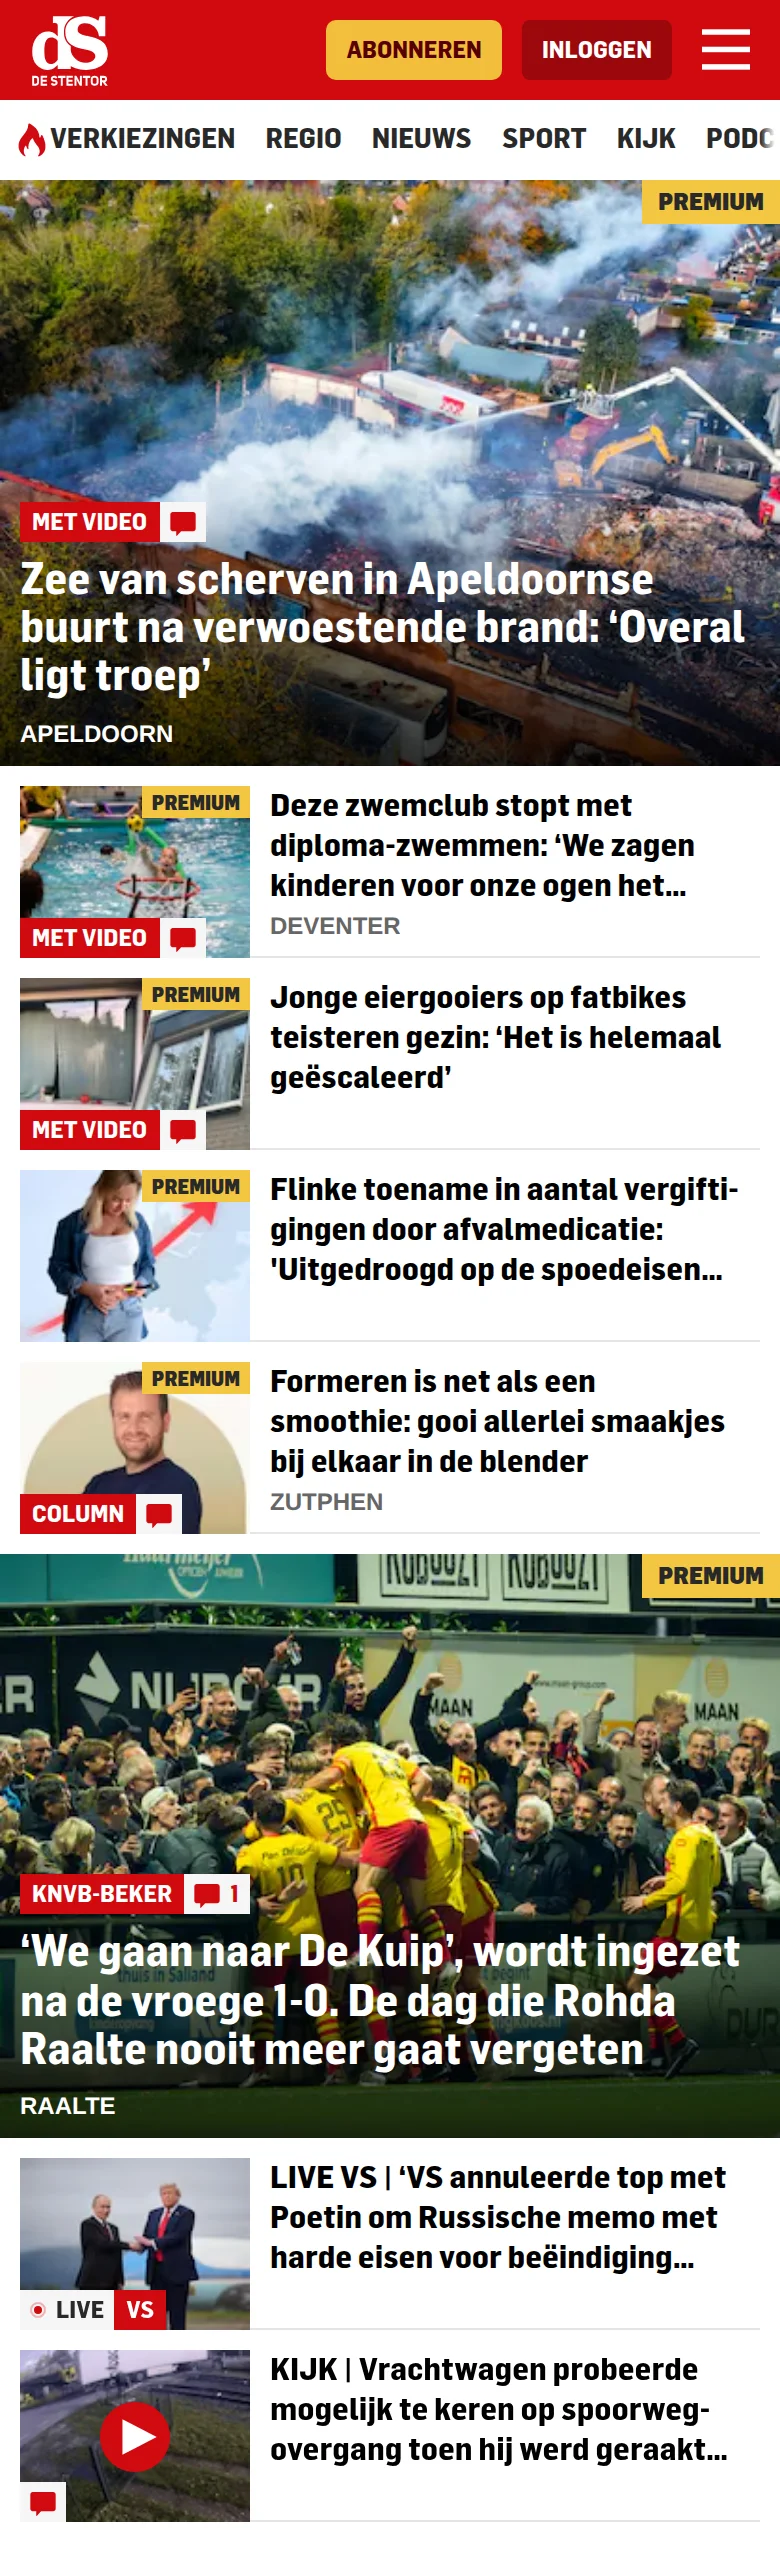 dS
DE STENTOR
ABONNEREN
INLOGGEN
VERKIEZINGEN REGIO NIEUWS SPORT KIJK PODC
PREMIUM
MET VIDEO
Zee van scherven in Apeldoornse
buurt na verwoestende brand: ‘Overal
ligt troep’
APELDOORN
PREMIUM
MET VIDEO
Deze zwemclub stopt met
diploma-zwemmen: ‘We zagen
kinderen voor onze ogen het...
DEVENTER
PREMIUM
MET VIDEO
Jonge eiergooiers op fatbikes
teisteren gezin: ‘Het is helemaal
geëscaleerd’
PREMIUM
Flinke toename in aantal vergifti-
gingen door afvalmedicatie:
'Uitgedroogd op de spoedeisen...
PREMIUM
COLUMN
Formeren is net als een
smoothie: gooi allerlei smaakjes
bij elkaar in de blender
ZUTPHEN
PREMIUM
MAAN
MAAN
25
KNVB-BEKER 1
‘We gaan naar De Kuip’, wordt ingezet
na de vroege 1-0. De dag die Rohda
Raalte nooit meer gaat vergeten
RAALTE
LIVE VS
LIVE VS | ‘VS annuleerde top met
Poetin om Russische memo met
harde eisen voor beëindiging...
KIJK | Vrachtwagen probeerde
mogelijk te keren op spoorweg-
overgang toen hij werd geraakt...